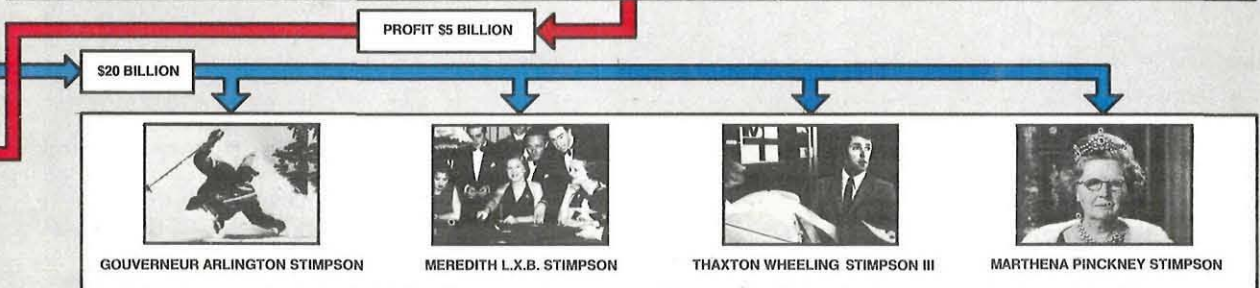 PROFIT $5 BILLION
$20 BILLION
GOUVERNEUR ARLINGTON STIMPSON
MEREDITH L.X.B. STIMPSON
THAXTON WHEELING STIMPSON III
MARTHENA PINCKNEY STIMPSON